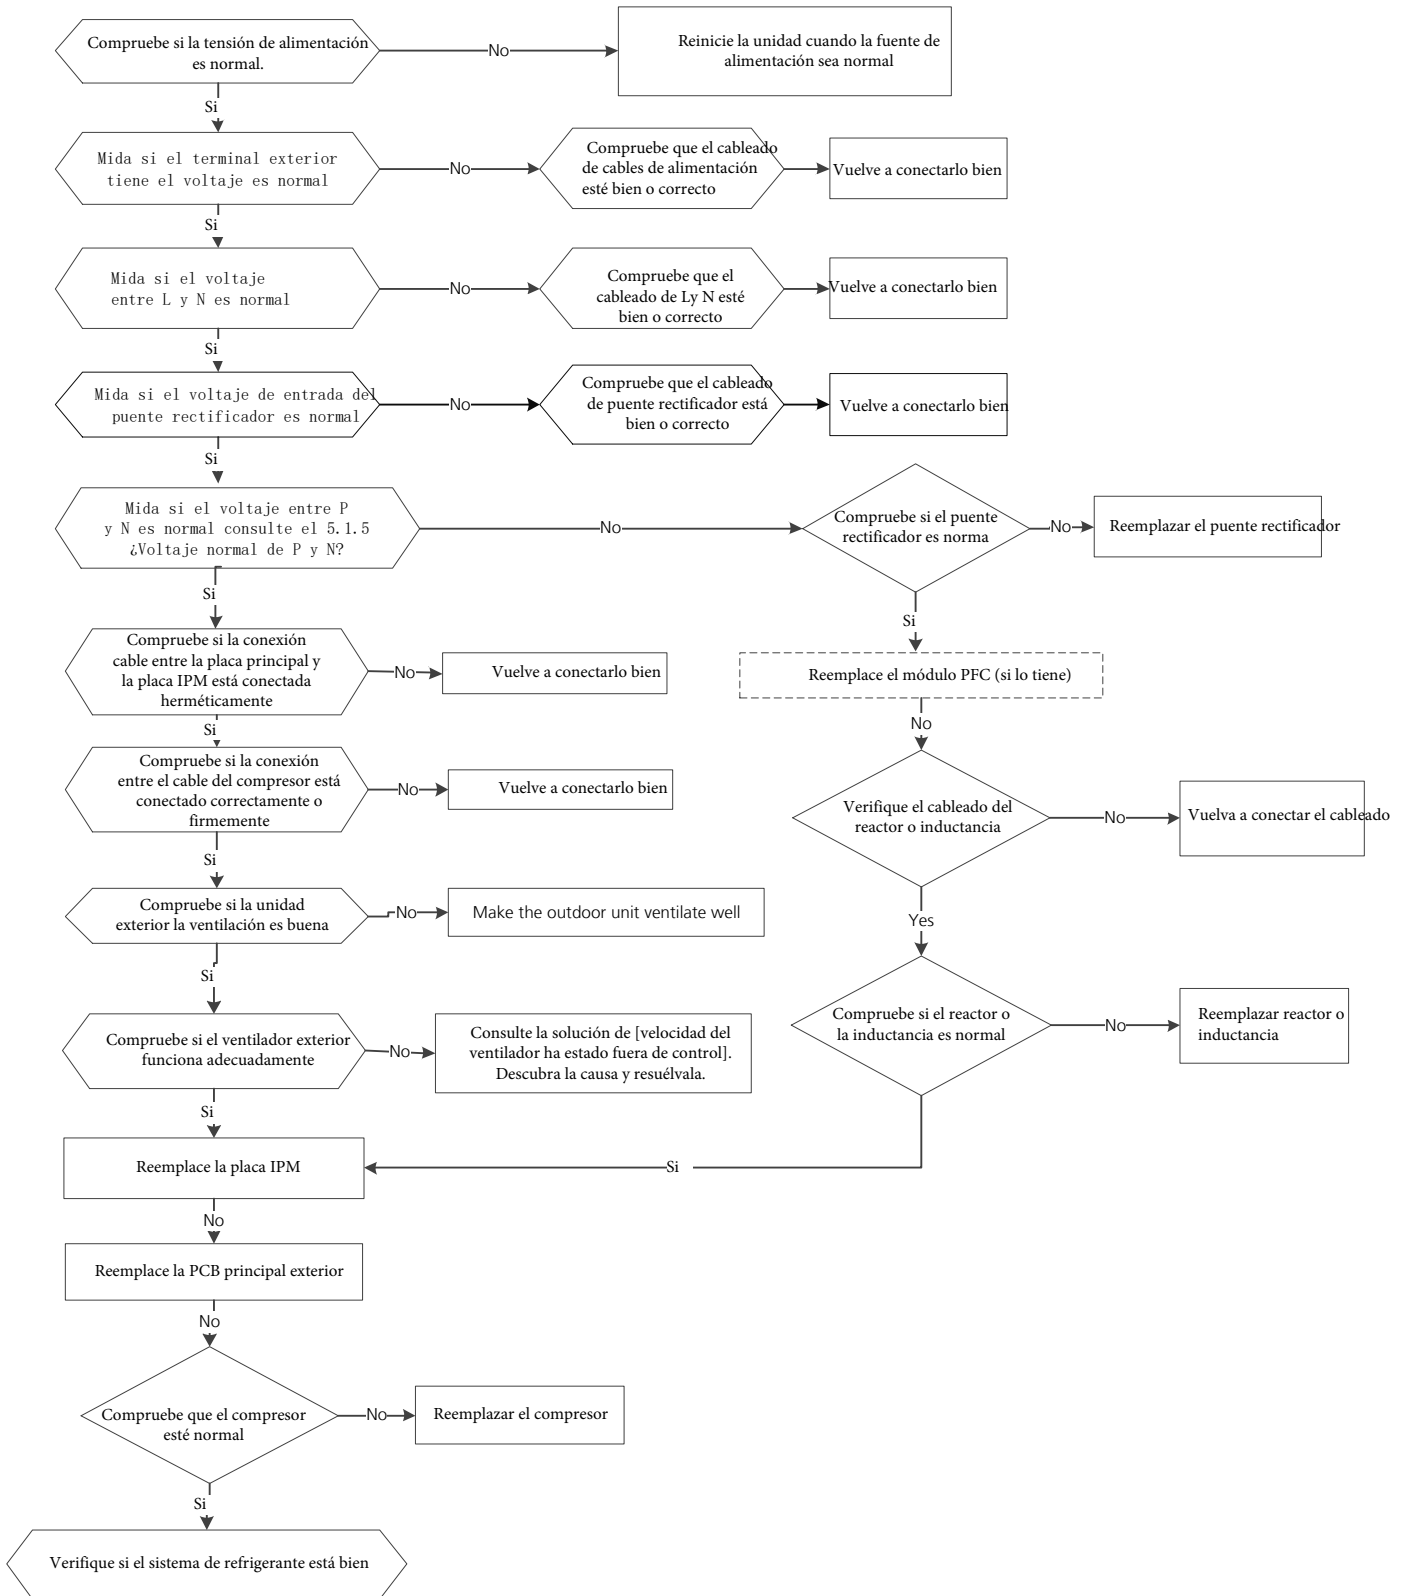 Compruebe si la tensión de alimentación
es normal.
No
Reinicie la unidad cuando la fuente de
alimentación sea normal
Si
Mida si el terminal exterior
tiene el voltaje es normal
No
Compruebe que el cableado
de cables de alimentación
esté bien o correcto
Vuelve a conectarlo bien
Si
Mida si el voltaje
entre L y N es normal
No
Compruebe que el
cableado de Ly N esté
bien o correcto
Vuelve a conectarlo bien
Si
Mida si el voltaje de entrada del
puente rectificador es normal
No
Compruebe que el cableado
de puente rectificador está
bien o correcto
Vuelve a conectarlo bien
Si
Mida si el voltaje entre P
y N es normal consulte el 5.1.5
¿Voltaje normal de P y N?
No
Compruebe si el puente
rectificador es norma
No
Reemplazar el puente rectificador
Si
Si
Compruebe si la conexión
cable entre la placa principal y
la placa IPM está conectada
herméticamente
No
Vuelve a conectarlo bien
Reemplace el módulo PFC (si lo tiene)
Si
No
Compruebe si la conexión
entre el cable del compresor está
conectado correctamente o
firmemente
No
Vuelve a conectarlo bien
Verifique el cableado del
reactor o inductancia
No
Vuelva a conectar el cableado
Si
Compruebe si la unidad
exterior la ventilación es buena
No
Make the outdoor unit ventilate well
Yes
Si
Compruebe si el ventilador exterior
funciona adecuadamente
No
Consulte la solución de [velocidad del
ventilador ha estado fuera de control].
Descubra la causa y resuélvala.
Compruebe si el reactor o
la inductancia es normal
No
Reemplazar reactor o
inductancia
Si
Reemplace la placa IPM
Si
No
Reemplace la PCB principal exterior
No
Compruebe que el compresor
esté normal
No
Reemplazar el compresor
Si
Verifique si el sistema de refrigerante está bien